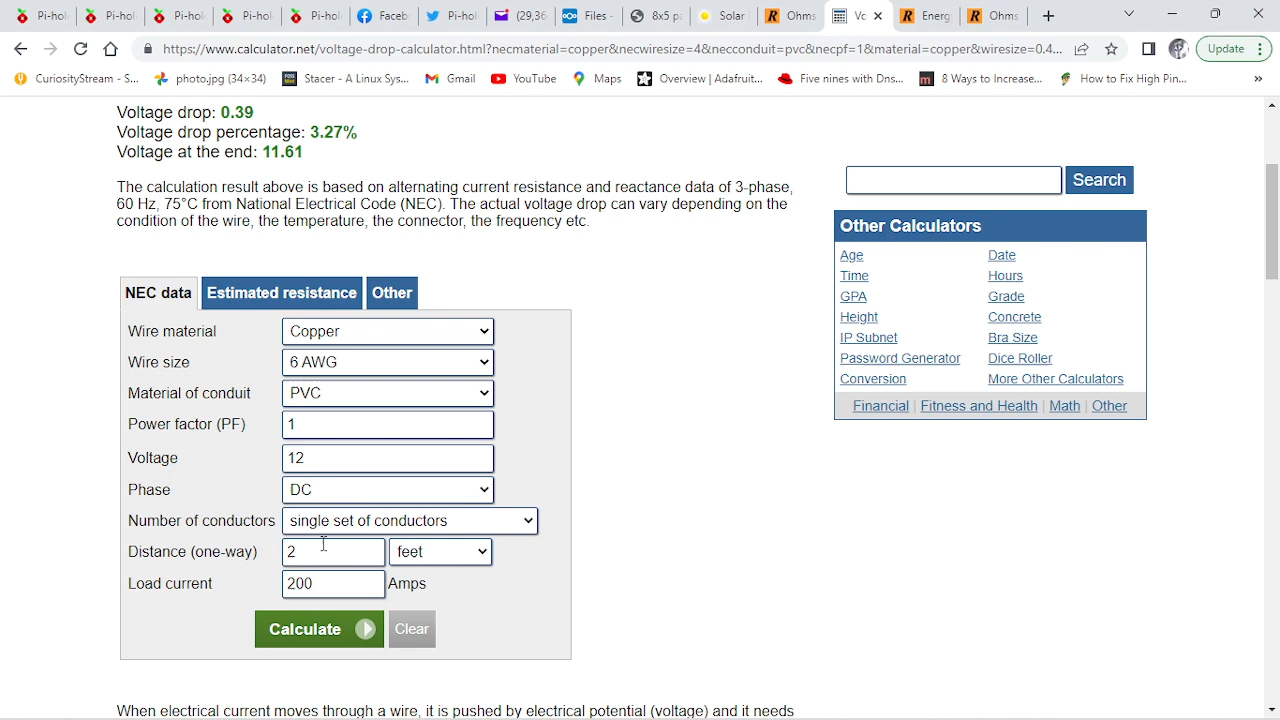 Pi-hol
Pi-hol
Pi-hol
Pi-hol
Pi-hol
Faceb
Pi-hol
(29,36
Files -
8x5 pa
Solar
Ohms
Vo
Energ
Ohms
https://www.calculator.net/voltage-drop-calculator.html?necmaterial=copper&necwiresize=4&necconduit=pvc&necpf=1&material=copper&wiresize=0.4...
Update
CuriosityStream - S...
photo.jpg (34×34)
Stacer - A Linux Sy...
Gmail
YouTube
Maps
Overview | Adafruit...
Five nines with Dns...
8 Ways to Increase...
How to Fix High Pin...
»
Voltage drop: 0.39
Voltage drop percentage: 3.27%
Voltage at the end: 11.61
The calculation result above is based on altdernating current resistance and reactance data of 3-phase,
60 Hz, 75°C from National Electrical Code (NEC). The actual voltage drop can vary depending on the
condition of the wire, the temperature, the connector, the frequency etc.
Search
Other Calculators
Age
Date
Time
Hours
GPA
Grade
Height
Concrete
IP Subnet
Bra Size
Password Generator
Dice Roller
Conversion
More Other Calculators
Financial | Fitness and Health | Math | Other
NEC data
Estimated resistance
Other
Wire material
Copper
Wire size
6 AWG
Material of conduit
PVC
Power factor (PF)
1
Voltage
12
Phase
DC
Number of conductors
single set of conductors
Distance (one-way)
2
feet
Load current
200
Amps
Calculate
Clear
When electrical current moves through a wire, it is pushed by electrical potential (voltage) and it needs